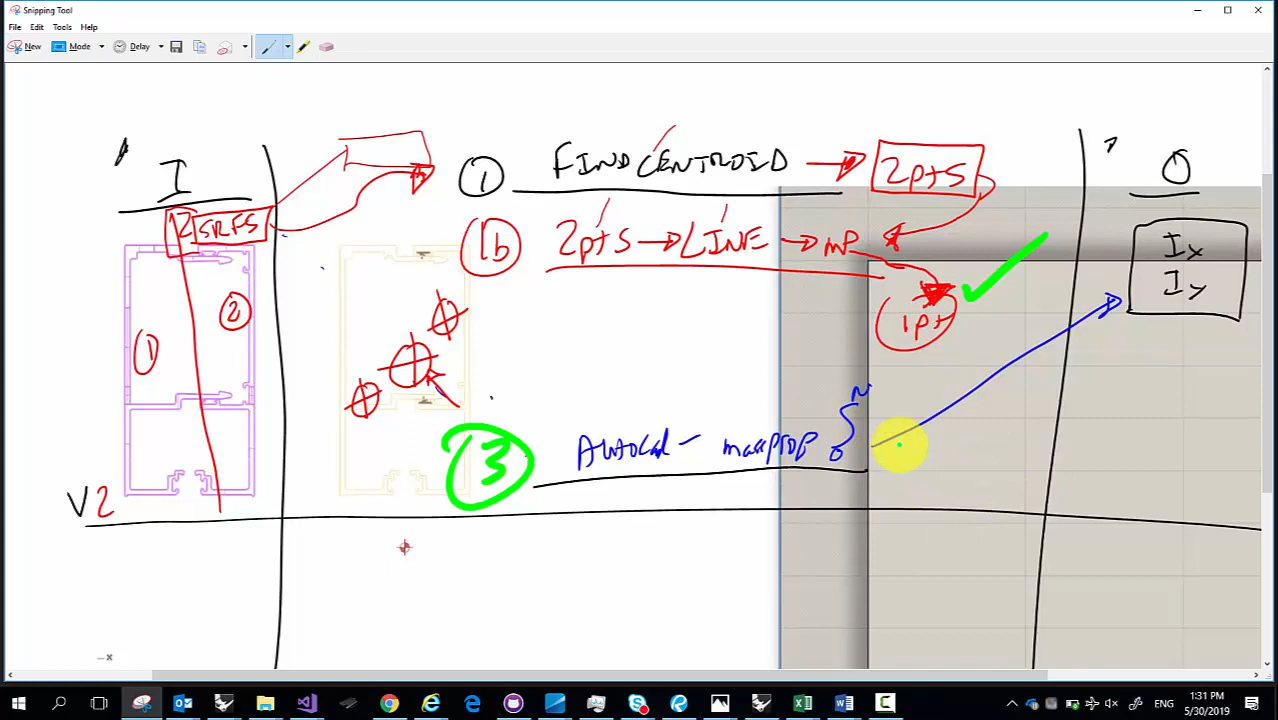 Snipping Tool
File Edit Tools Help
New Mode Delay
I
2 SRFS
1 FIND CENTROID 2pts
O
1b 2pts LINE mP
1pt
Ix
Iy
1
2
13 AutoCad - massprop
V2
X
ENG 1:31 PM
5/30/2019